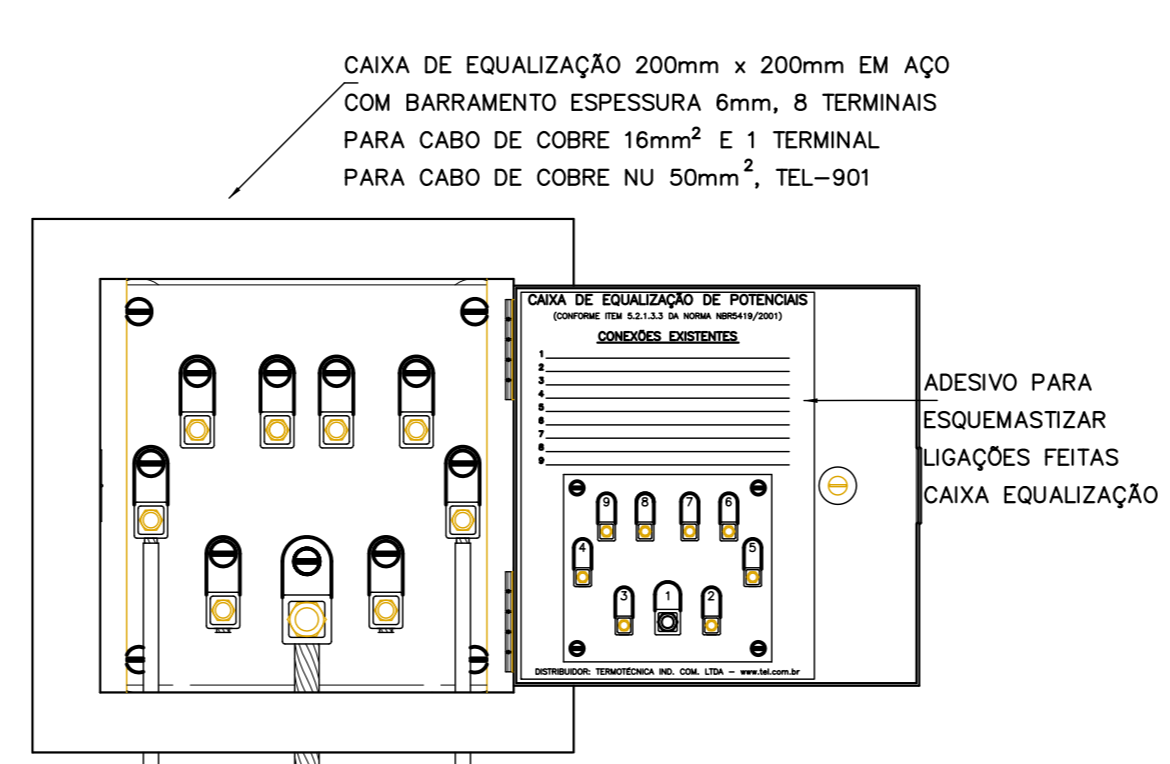 CAIXA DE EQUALIZAÇÃO 200mm x 200mm EM AÇO
COM BARRAMENTO ESPESSURA 6mm, 8 TERMINAIS
PARA CABO DE COBRE 16mm² E 1 TERMINAL
PARA CABO DE COBRE NU 50mm², TEL-901
CAIXA DE EQUALIZAÇÃO DE POTENCIAIS
(CONFORME ITEM 5.2.1.3.3 DA NORMA NBR5419/2001)
CONEXÕES EXISTENTES
1
2
3
4
5
6
7
8
9
9 8 7 6
4 5
3 1 2
DISTRIBUIDOR: TERMOTÉCNICA IND. COM. LTDA - www.tel.com.br
ADESIVO PARA
ESQUEMASTIZAR
LIGAÇÕES FEITAS
CAIXA EQUALIZAÇÃO